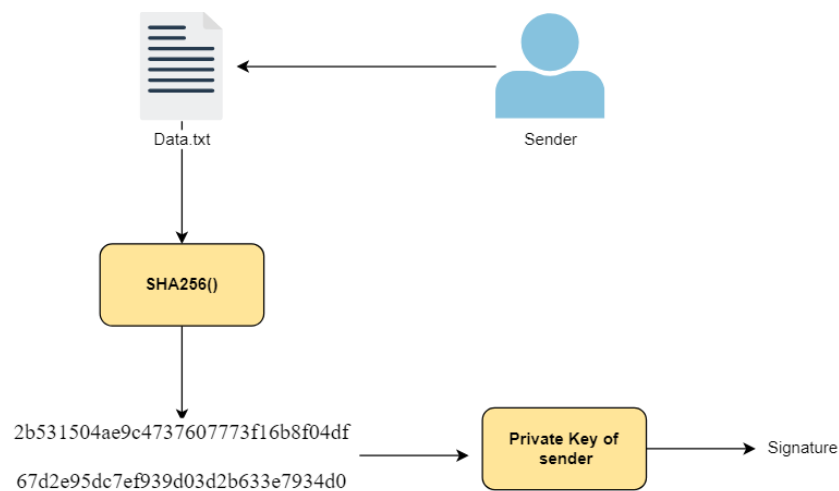 Data.txt
Sender
SHA256()
2b531504ae9c4737607773f16b8f04df
67d2e95dc7ef939d03d2b633e7934d0
Private Key of
sender
Signature